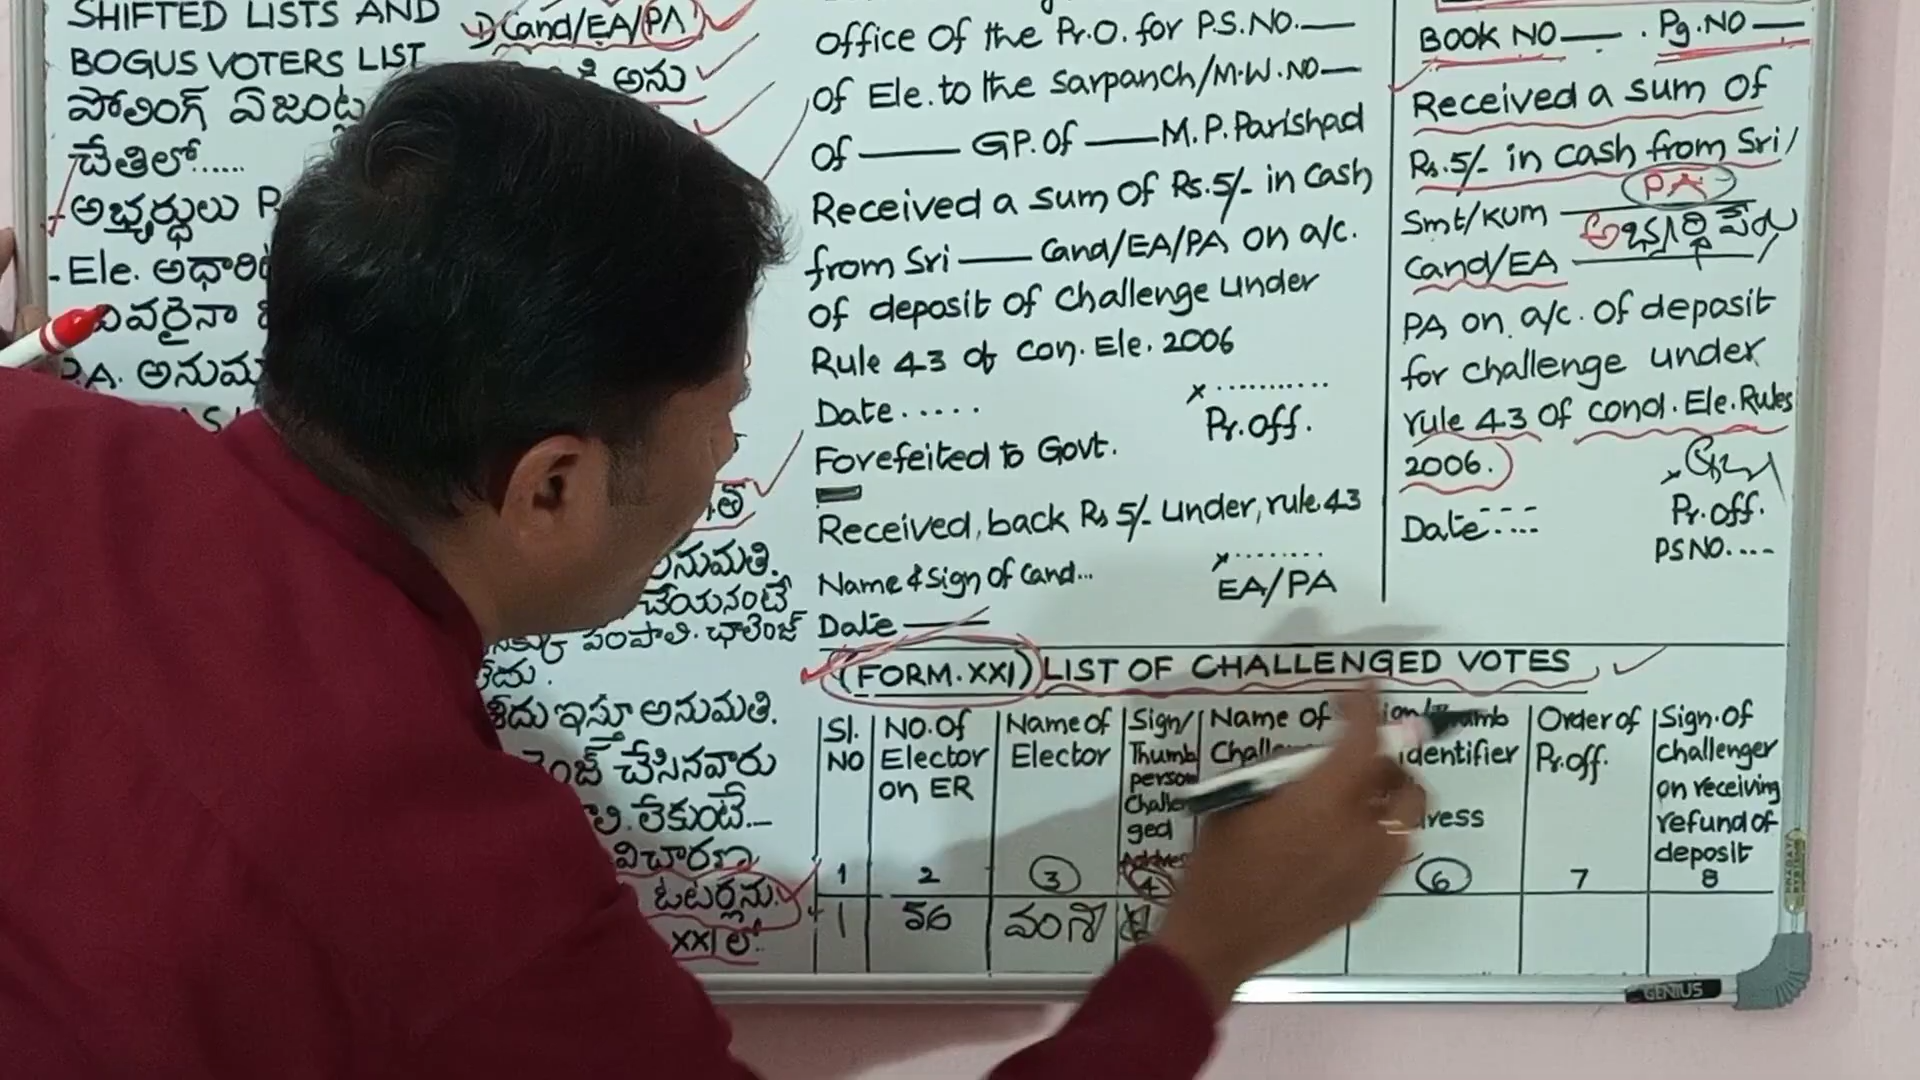 SHIFTED LISTS AND
BOGUS VOTERS LIST
పోలింగ్ ఏజంట్ల
చేతిలో......
అభ్యర్థులు
- Ele.
వరైనా
P.A.
1) Cand/EA/PA
అను
అనుమతి.
చేయనంటే
పంపాలి. ఛాలెంజ్
లేదు.
ఇస్తూ అనుమతి.
చేసినవారు
లేకుంటే...
విచారణ
ఓటర్లను.
XXI లో.
office of the Pr.O. for P.S.NO.—
of Ele. to the Sarpanch/M.W.NO—
of —— GP. of —— M.P. Parishad
Received a sum of Rs.5/- in cash
from Sri —— Cand/EA/PA on a/c.
of deposit of challenge under
Rule 43 of con. Ele. 2006
Date.....
x ..........
Pr.off.
Forefeited to Govt.
Received back Rs 5/- under, rule.43
Name & Sign of Cand...
x ........
EA/PA
Date ——
BOOK NO —— . Pg.NO ——
Received a sum of
Rs.5/- in cash from Sri/
PA
Smt/Kum ——
అభ్యర్థి పేరు
Cand/EA ——
PA on a/c. of deposit
for challenge under
rule 43 of cond. Ele. Rules
2006.
Pr.off.
Date.....
PS NO....
(FORM.XXI) LIST OF CHALLENGED VOTES
Sl. NO
No. of Elector on ER
Name of Elector
Sign/ Thumb person Challen ged Address
Name of
identifier
Order of Pr.off.
Sign. of challenger on receiving refund of deposit
1 2 3 4 6 7 8
1 56 వంశీ
GENIUS